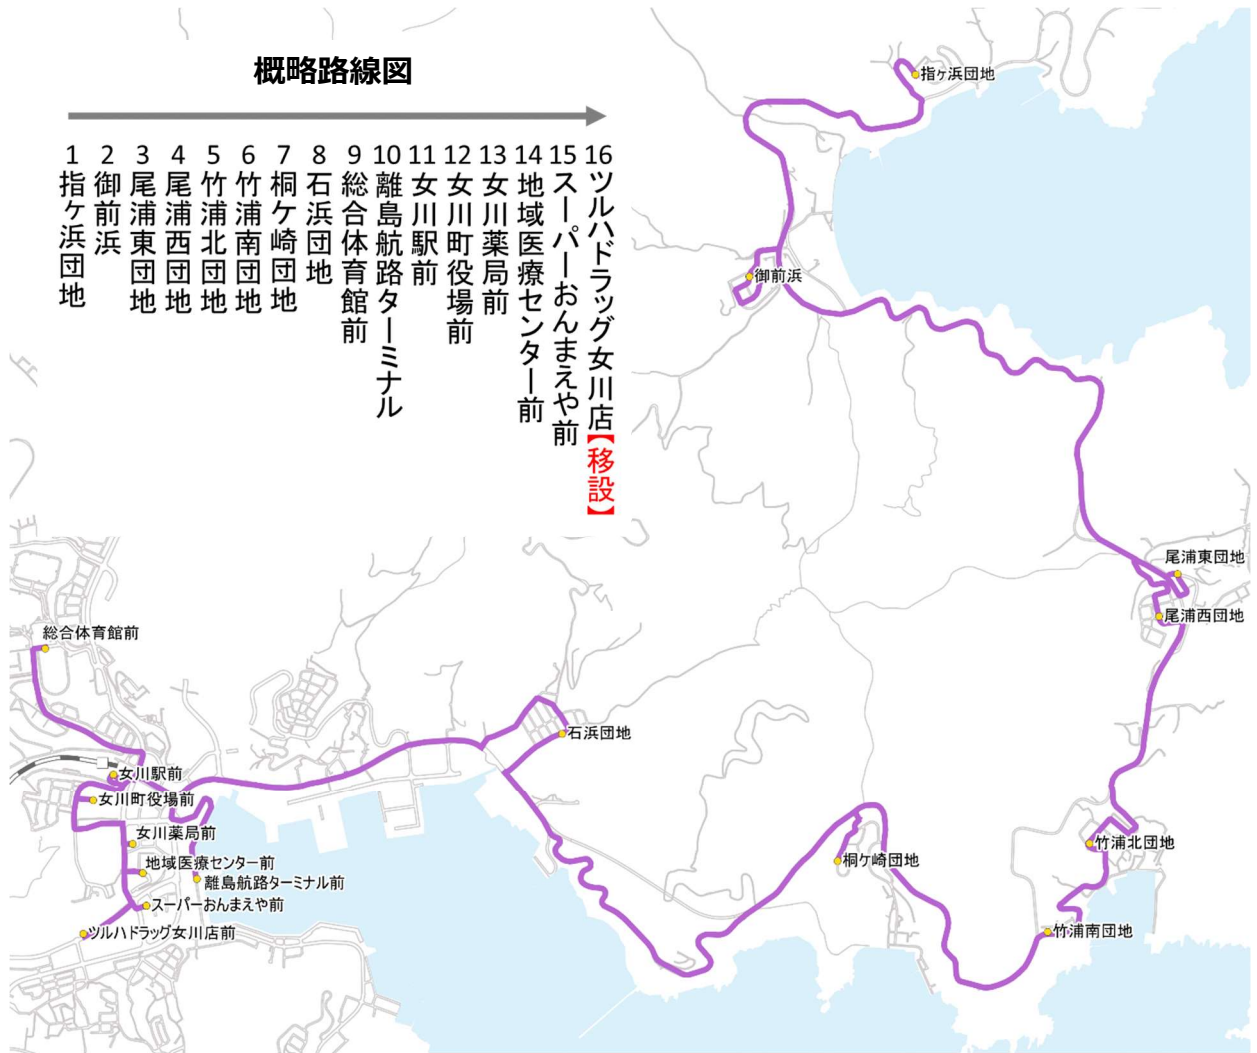 概略路線図
1 指ヶ浜団地
2 御前浜
3 尾浦東団地
4 尾浦西団地
5 竹浦北団地
6 竹浦南団地
7 桐ケ崎団地
8 石浜団地
9 総合体育館前
10 離島航路ターミナル
11 女川駅前
12 女川町役場前
13 女川薬局前
14 地域医療センター前
15 スーパーおんまえや前
16 ツルハドラッグ女川店【移設】
指ヶ浜団地
御前浜
尾浦東団地
尾浦西団地
総合体育館前
石浜団地
女川駅前
女川町役場前
女川薬局前
竹浦北団地
地域医療センター前
桐ケ崎団地
離島航路ターミナル前
スーパーおんまえや前
ツルハドラッグ女川店前
竹浦南団地